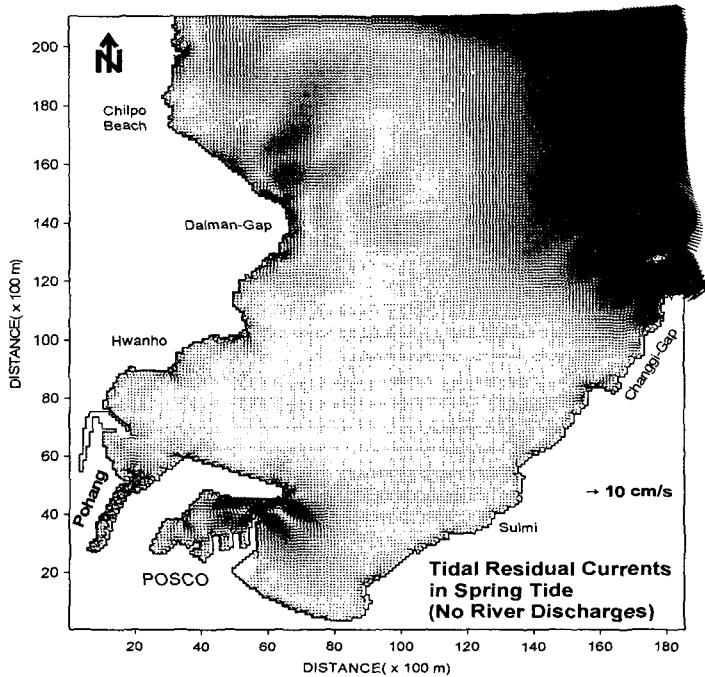 200
180
160
140
120
100
80
60
40
20
DISTANCE( x 100 m)
N
Chilpo
Beach
Dalman-Gap
Hwanho
Pohang
POSCO
Changgi-Gap
→ 10 cm/s
Sulmi
Tidal Residual Currents
in Spring Tide
(No River Discharges)
20 40 60 80 100 120 140 160 180
DISTANCE( x 100 m)